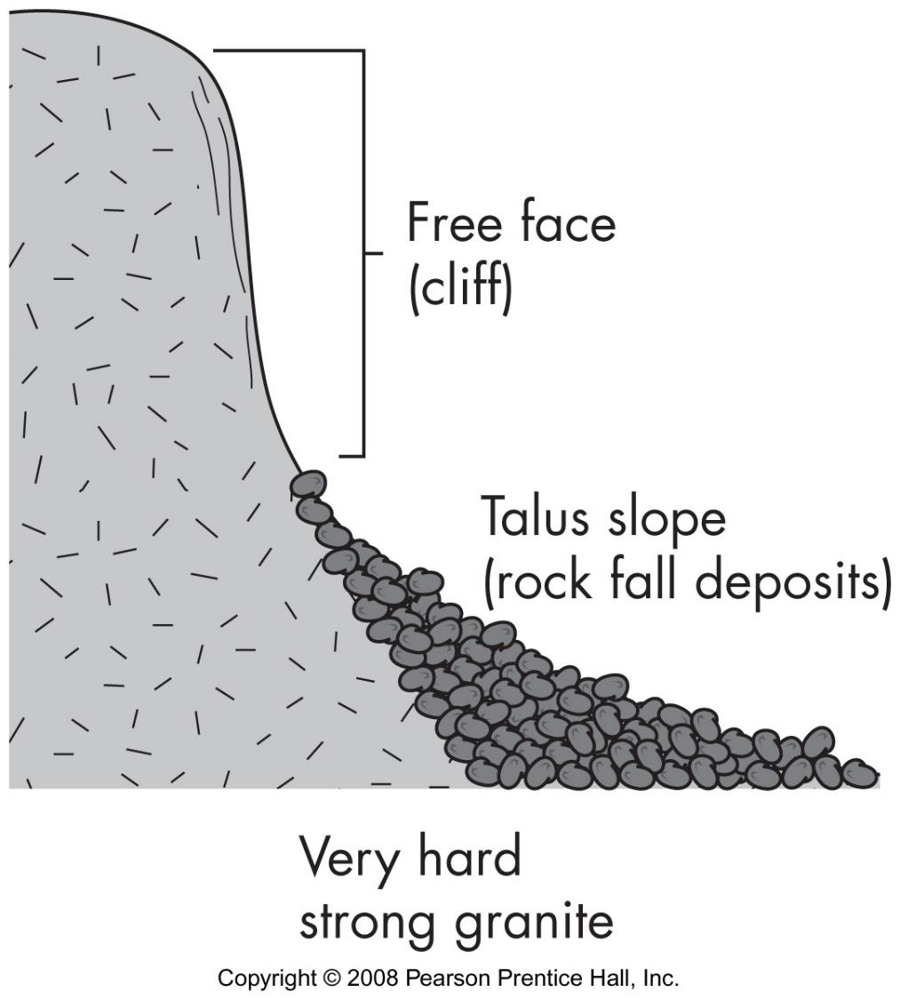 Free face
(cliff)
Talus slope
(rock fall deposits)
Very hard
strong granite
Copyright © 2008 Pearson Prentice Hall, Inc.